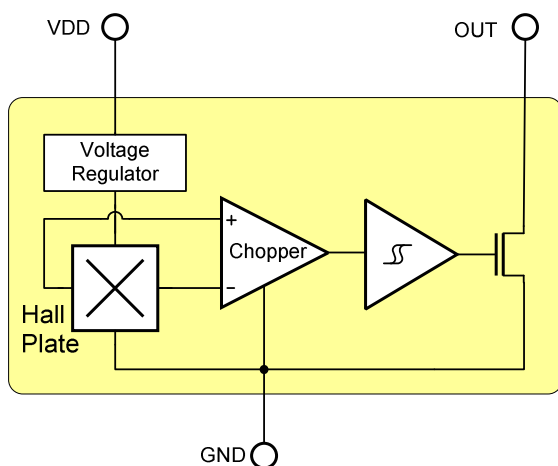 VDD
OUT
Voltage
Regulator
+
Chopper
−
Hall
Plate
GND